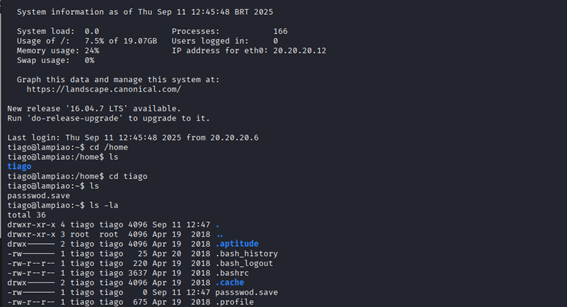 System information as of Thu Sep 11 12:45:48 BRT 2025
System load:  0.0                Processes:           166
Usage of /:   7.5% of 19.07GB   Users logged in:     0
Memory usage: 24%                IP address for eth0: 20.20.20.12
Swap usage:   0%
Graph this data and manage this system at:
https://landscape.canonical.com/
New release '16.04.7 LTS' available.
Run 'do-release-upgrade' to upgrade to it.
Last login: Thu Sep 11 12:45:48 2025 from 20.20.20.6
tiago@lampiao:~$ cd /home
tiago@lampiao:/home$ ls
tiago
tiago@lampiao:/home$ cd tiago
tiago@lampiao:~$ ls
passswod.save
tiago@lampiao:~$ ls -la
total 36
drwxr-xr-x 4 tiago tiago 4096 Sep 11 12:47 .
drwxr-xr-x 3 root  root  4096 Apr 19  2018 ..
drwx------ 2 tiago tiago 4096 Apr 19  2018 .aptitude
-rw------- 1 tiago tiago   25 Apr 20  2018 .bash_history
-rw-r--r-- 1 tiago tiago  220 Apr 19  2018 .bash_logout
-rw-r--r-- 1 tiago tiago 3637 Apr 19  2018 .bashrc
drwx------ 2 tiago tiago 4096 Apr 19  2018 .cache
-rw------- 1 tiago tiago    0 Sep 11 12:47 passswod.save
-rw-r--r-- 1 tiago tiago  675 Apr 19  2018 .profile